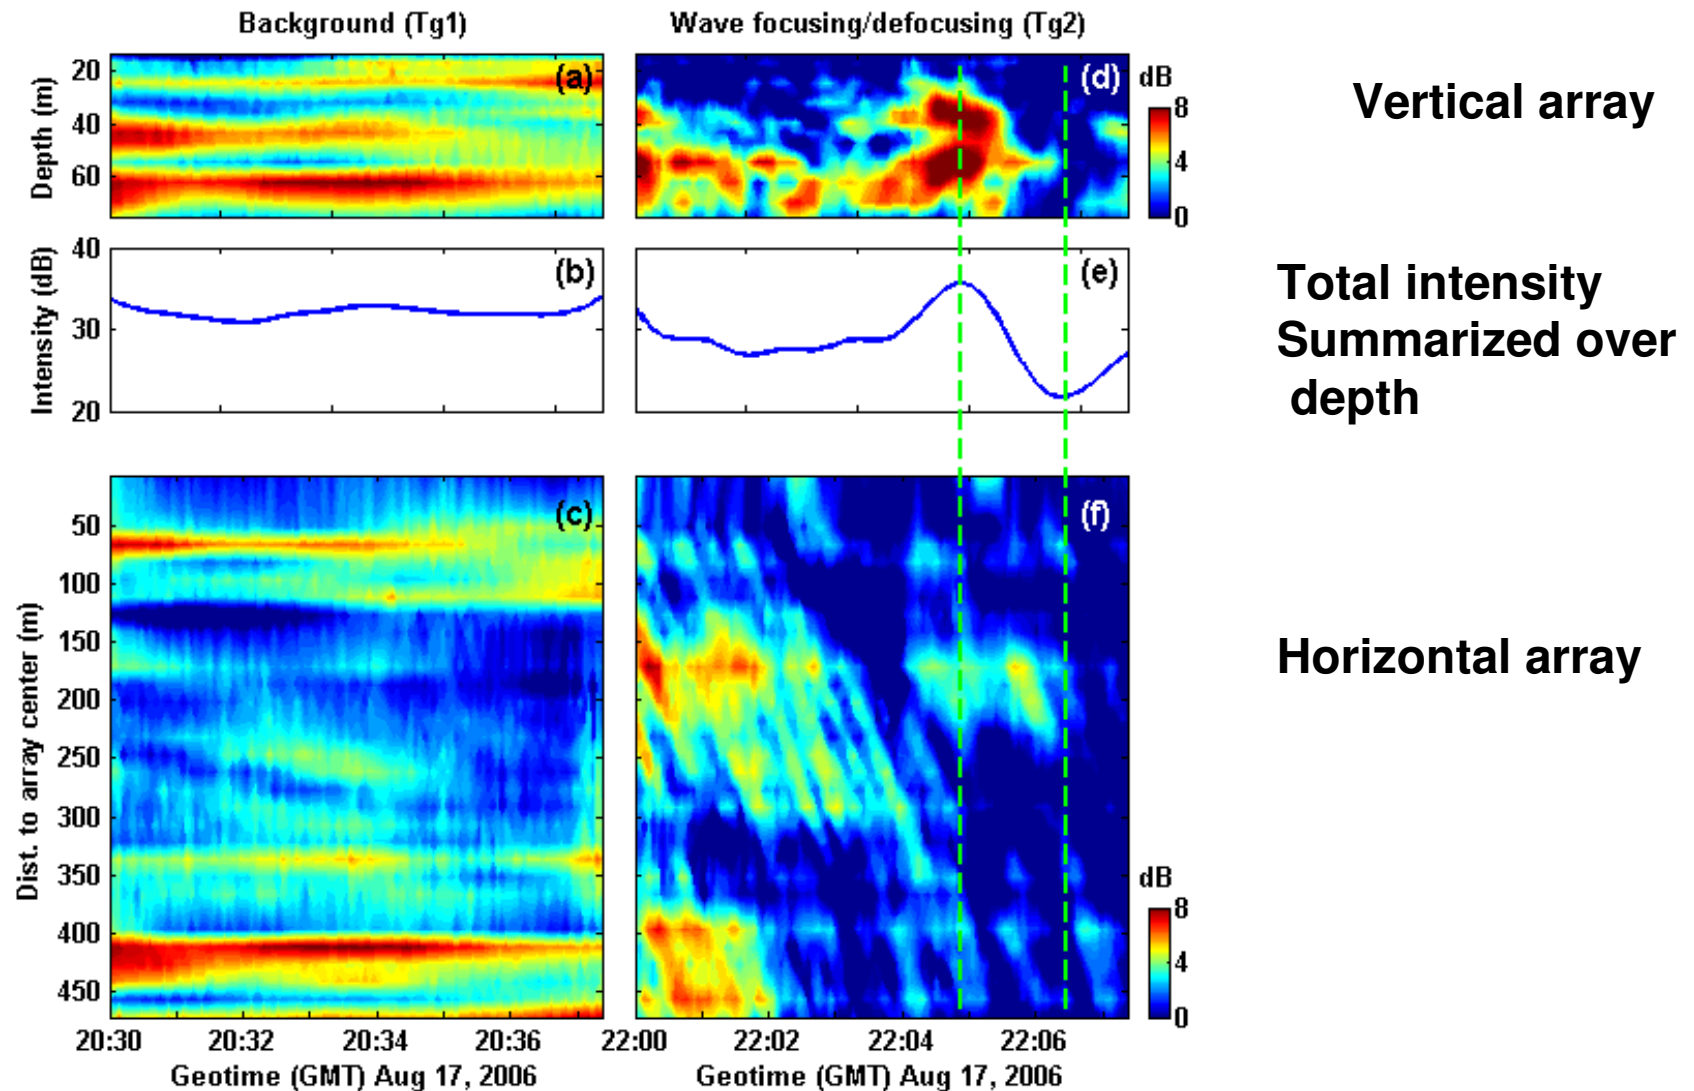 Background (Tg1)
Wave focusing/defocusing (Tg2)
20
40
60
Depth (m)
(a)
(d)
dB
8
4
0
Vertical array
40
30
20
Intensity (dB)
(b)
(e)
Total intensity
Summarized over
depth
50
100
150
200
250
300
350
400
450
Dist. to array center (m)
(c)
(f)
Horizontal array
dB
8
4
0
20:30 20:32 20:34 20:36
22:00 22:02 22:04 22:06
Geotime (GMT) Aug 17, 2006
Geotime (GMT) Aug 17, 2006